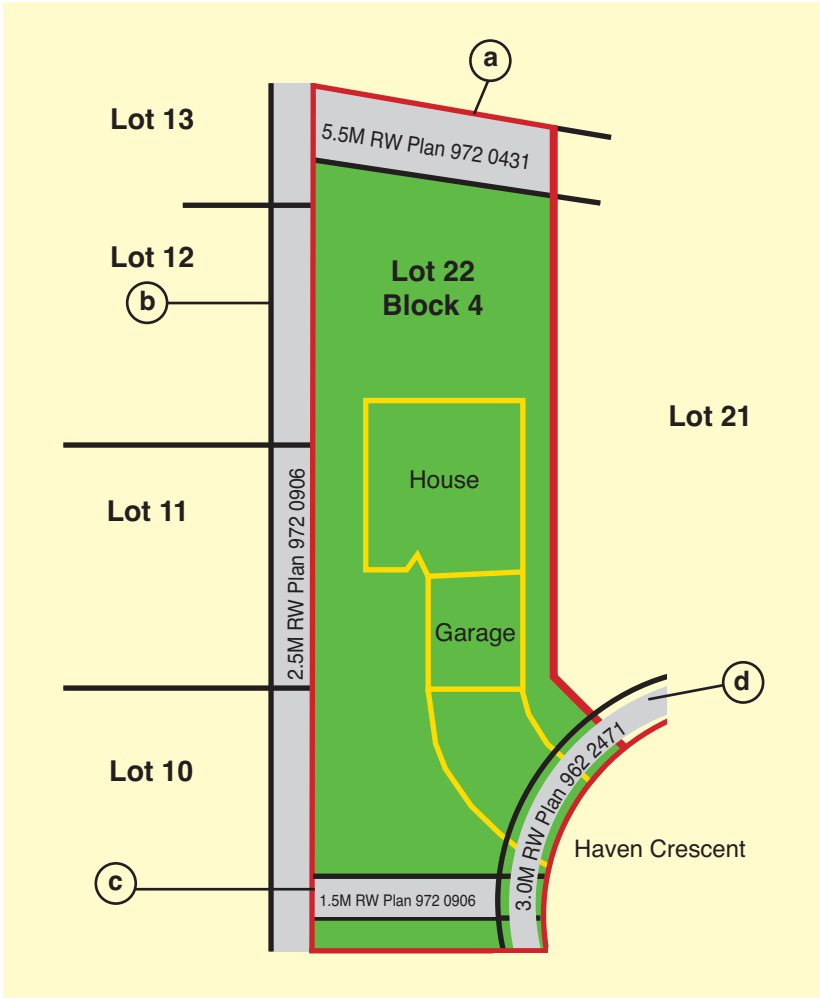 a
Lot 13
5.5M RW Plan 972 0431
Lot 12
b
Lot 22
Block 4
Lot 21
House
Lot 11
2.5M RW Plan 972 0906
Garage
d
Lot 10
3.0M RW Plan 962 2471
Haven Crescent
c
1.5M RW Plan 972 0906